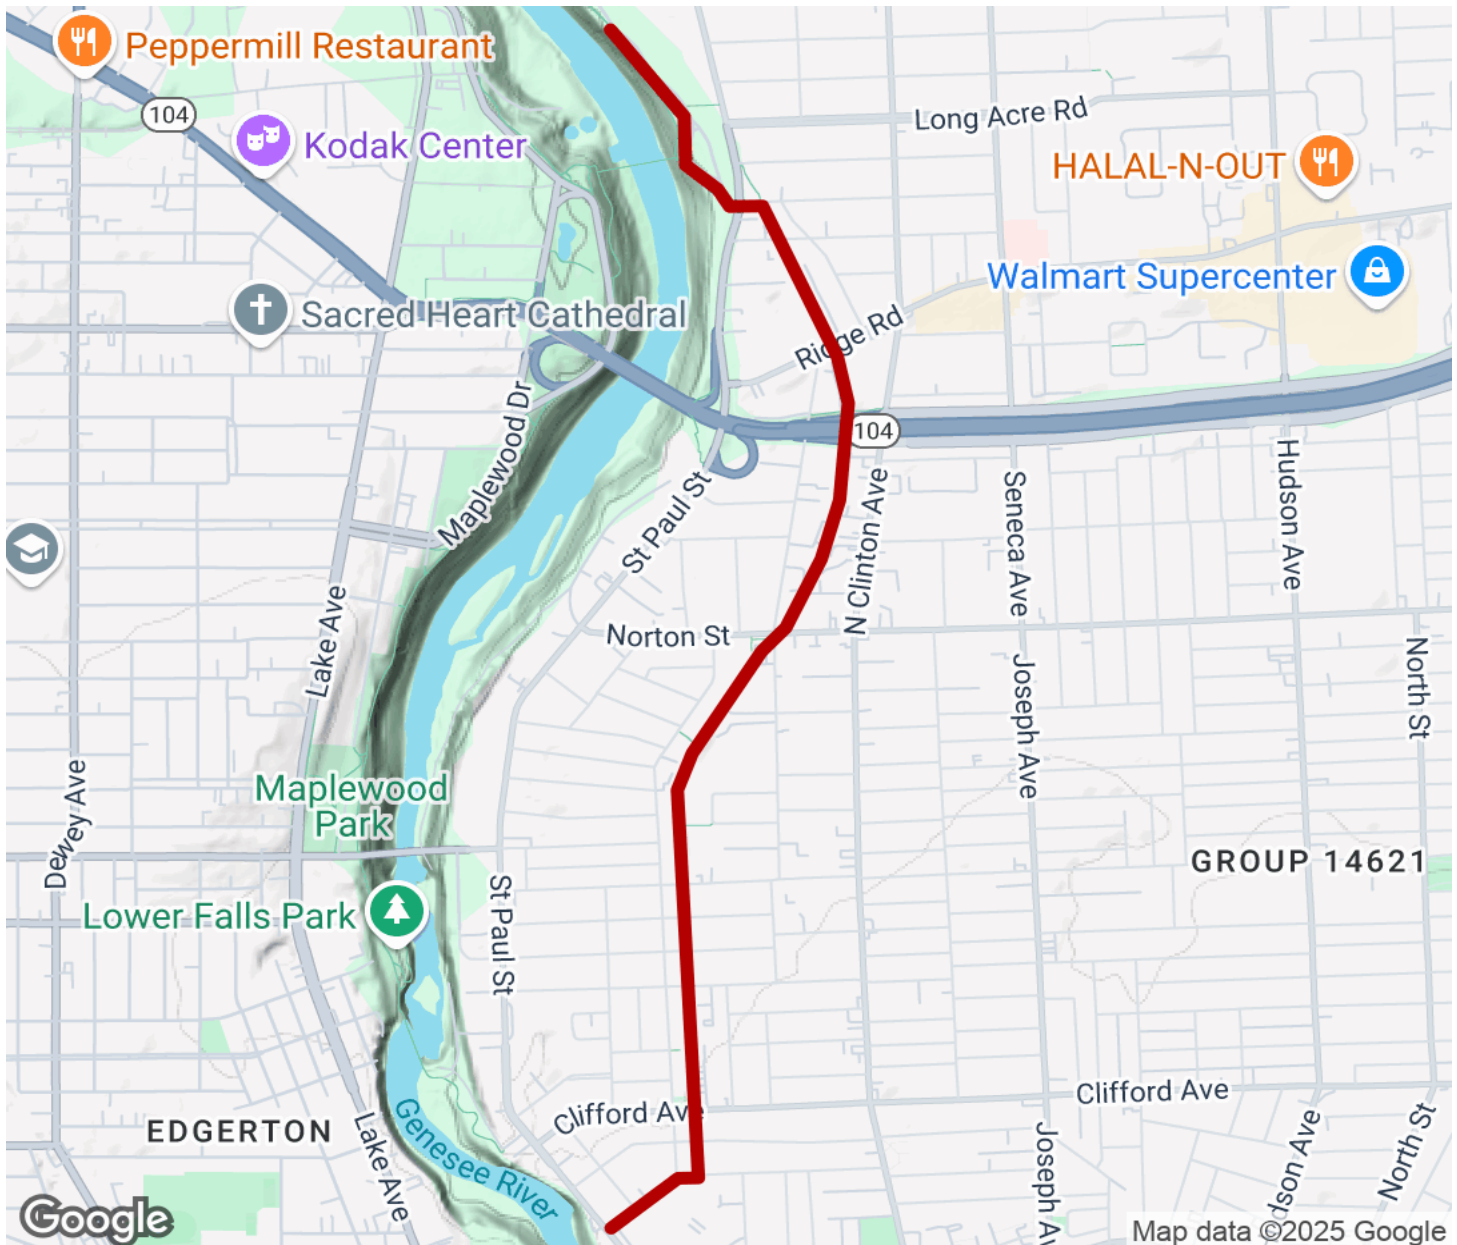 Peppermill Restaurant
104
Kodak Center
Long Acre Rd
HALAL-N-OUT
Walmart Supercenter
Sacred Heart Cathedral
Ridge Rd
Maplewood Dr
104
St Paul St
N Clinton Ave
Seneca Ave
Hudson Ave
Lake Ave
Norton St
Joseph Ave
North St
Maplewood
Park
Dewey Ave
GROUP 14621
Lower Falls Park
St Paul St
Clifford Ave
Clifford Av
EDGERTON
Lake Ave
Genesee River
Joseph Av
dson Ave
North St
Google
Map data ©2025 Google